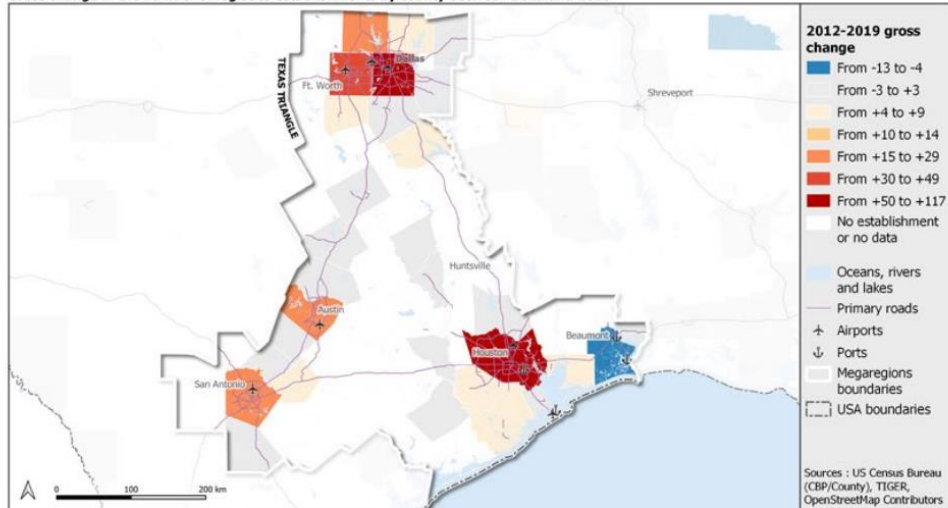 Dallas
Ft. Worth
TEXAS TRIANGLE
Shreveport
Huntsville
Austin
Beaumont
Houston
San Antonio
0 100 200 km
2012-2019 gross
change
From -13 to -4
From -3 to +3
From +4 to +9
From +10 to +14
From +15 to +29
From +30 to +49
From +50 to +117
No establishment
or no data
Oceans, rivers
and lakes
Primary roads
Airports
Ports
Megaregions
boundaries
USA boundaries
Sources : US Census Bureau
(CBP/County), TIGER,
OpenStreetMap Contributors